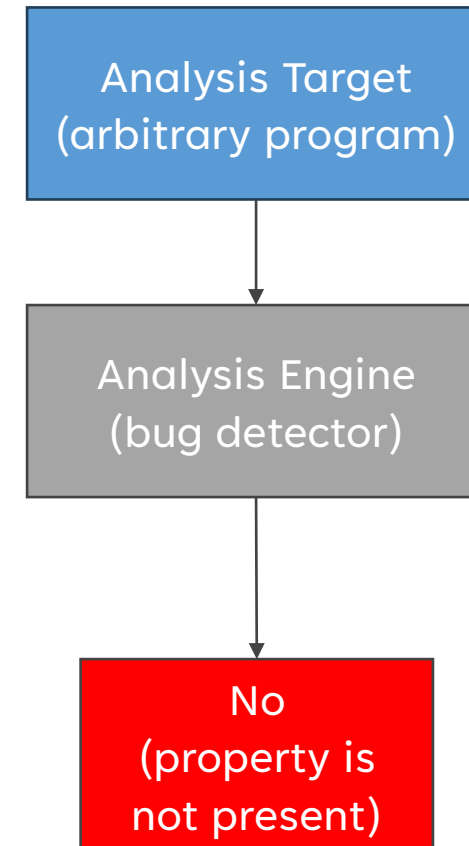 Analysis Target
(arbitrary program)
Analysis Engine
(bug detector)
No
(property is
not present)